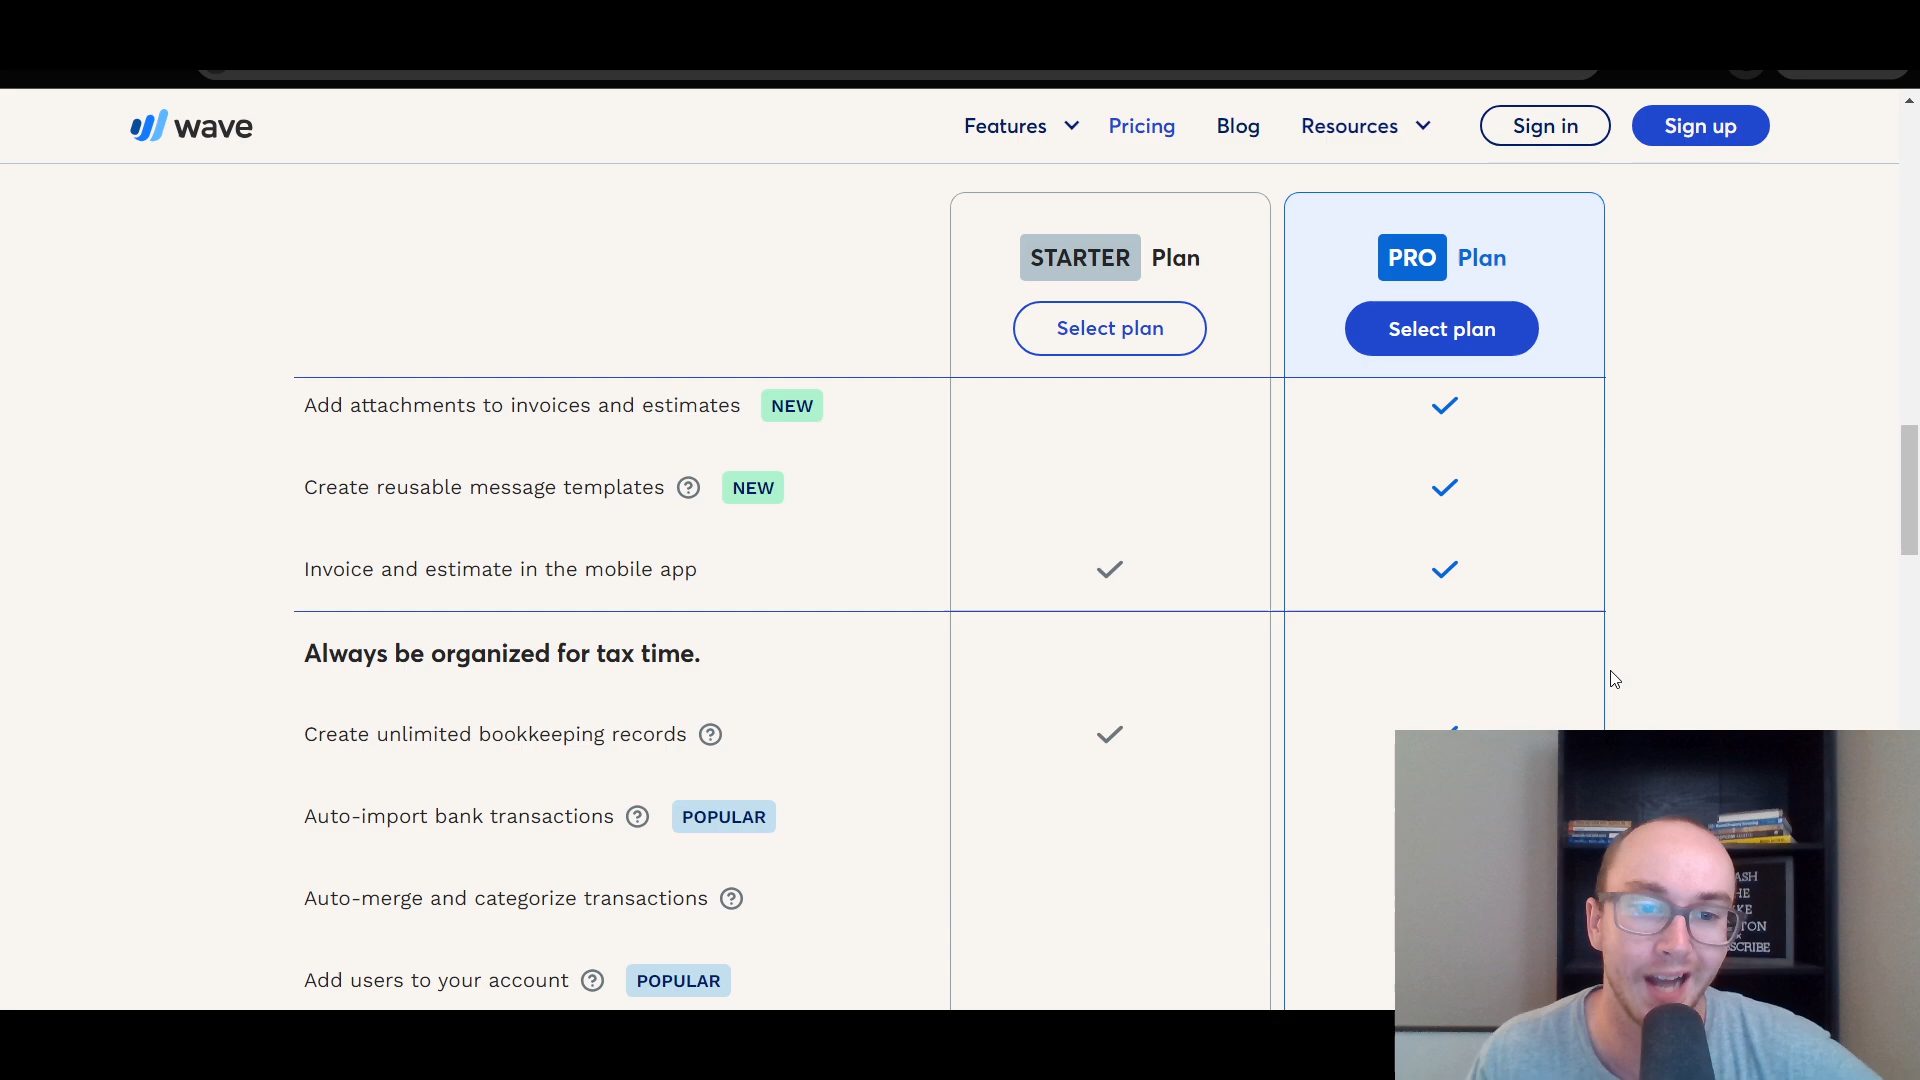 wave
Features
Pricing
Blog
Resources
Sign in
Sign up
STARTER Plan
PRO Plan
Select plan
Select plan
Add attachments to invoices and estimates NEW
Create reusable message templates ? NEW
Invoice and estimate in the mobile app
Always be organized for tax time.
Create unlimited bookkeeping records ?
Auto-import bank transactions ? POPULAR
Auto-merge and categorize transactions ?
Add users to your account ? POPULAR